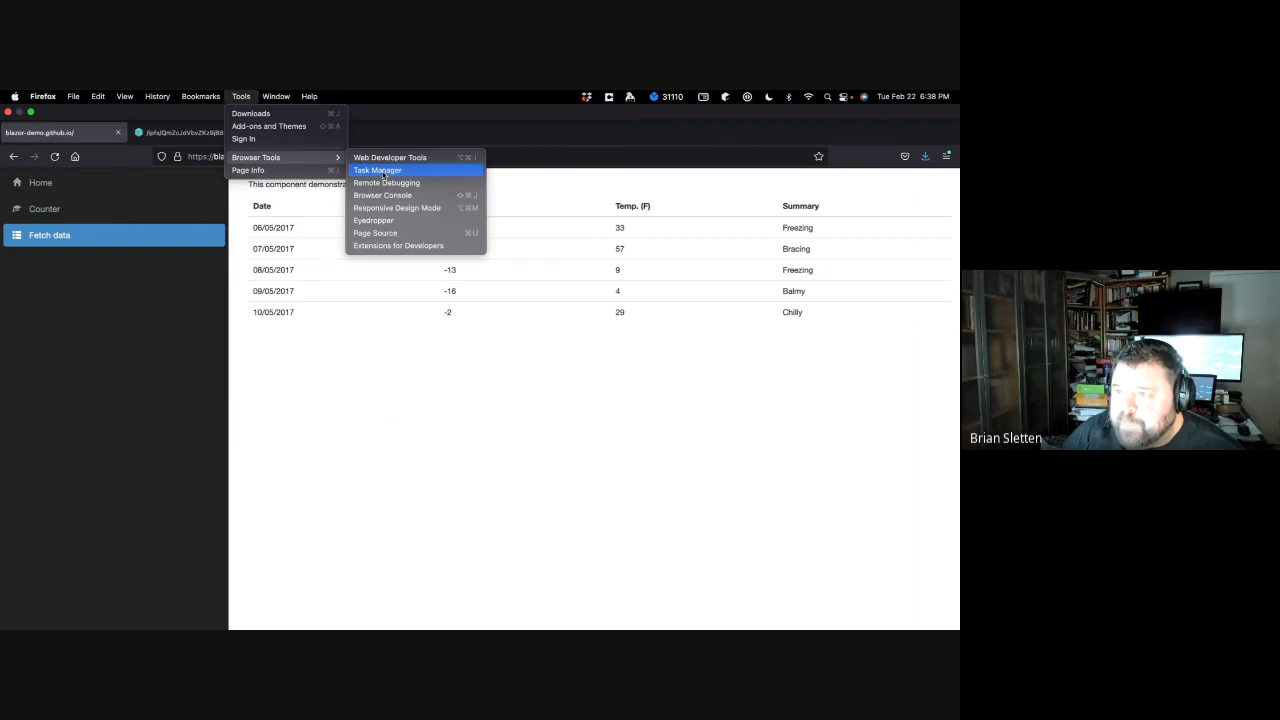 Firefox File Edit View History Bookmarks Tools Window Help 31110 Tue Feb 22 6:38 PM
Downloads ⌘J
blazor-demo.github.io/
Add-ons and Themes ⇧⌘A
Sign In
https://bla
Browser Tools
Page Info ⌘I
Web Developer Tools ⌥⌘I
Task Manager
Remote Debugging
Browser Console ⇧⌘J
Responsive Design Mode ⌥⌘M
Eyedropper
Page Source ⌘U
Extensions for Developers
Home
Counter
Fetch data
This component demonstra
Date Temp. (F) Summary
06/05/2017 33 Freezing
07/05/2017 57 Bracing
08/05/2017 -13 9 Freezing
09/05/2017 -16 4 Balmy
10/05/2017 -2 29 Chilly
Brian Sletten